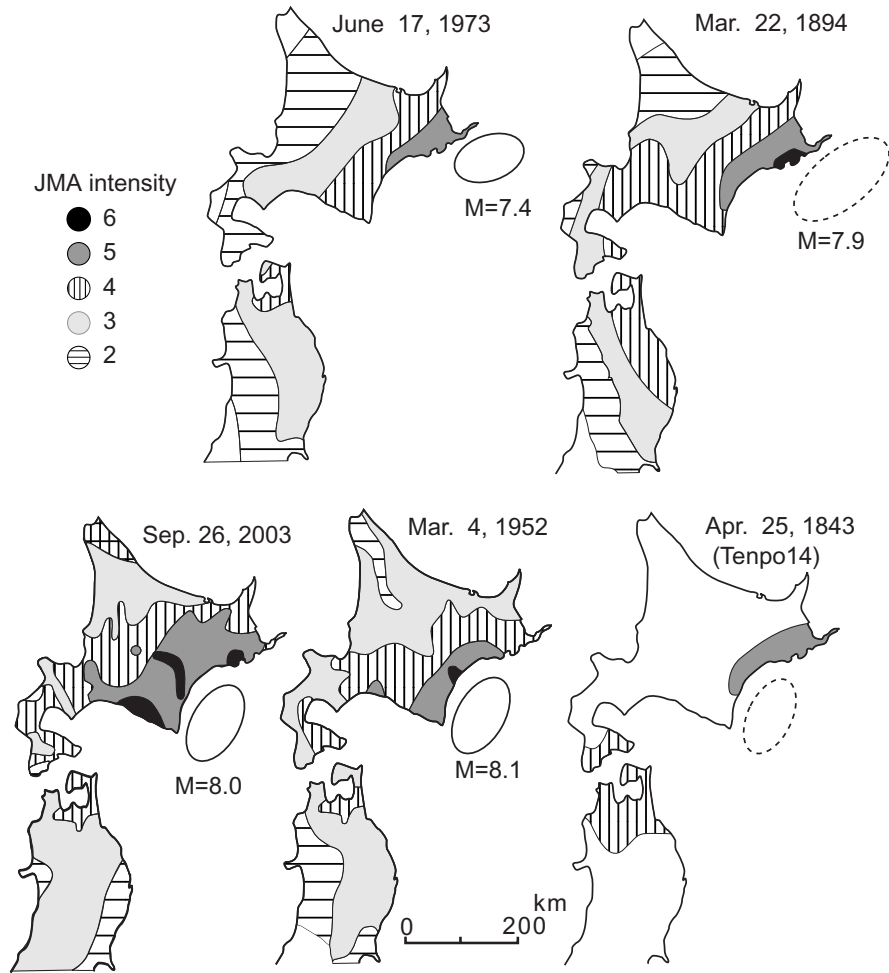 June 17, 1973
Mar. 22, 1894
JMA intensity
6
5
4
3
2
M=7.4
M=7.9
Sep. 26, 2003
Mar. 4, 1952
Apr. 25, 1843
(Tenpo14)
M=8.0
M=8.1
km
0 200